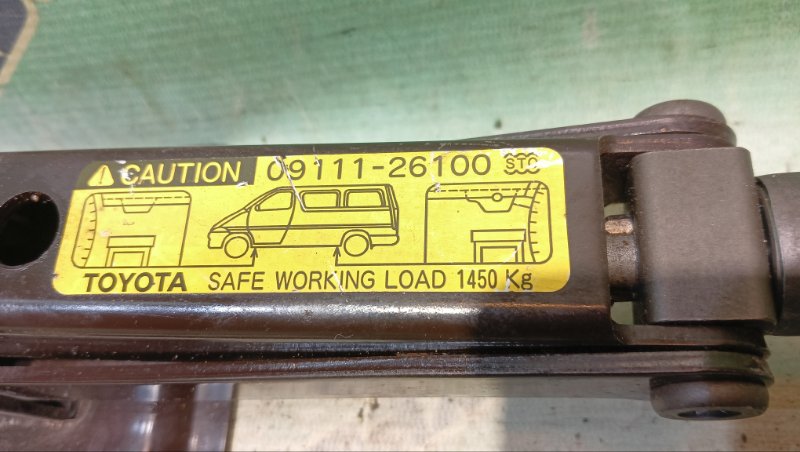 CAUTION 09111-26100 STC
TOYOTA SAFE WORKING LOAD 1450 Kg